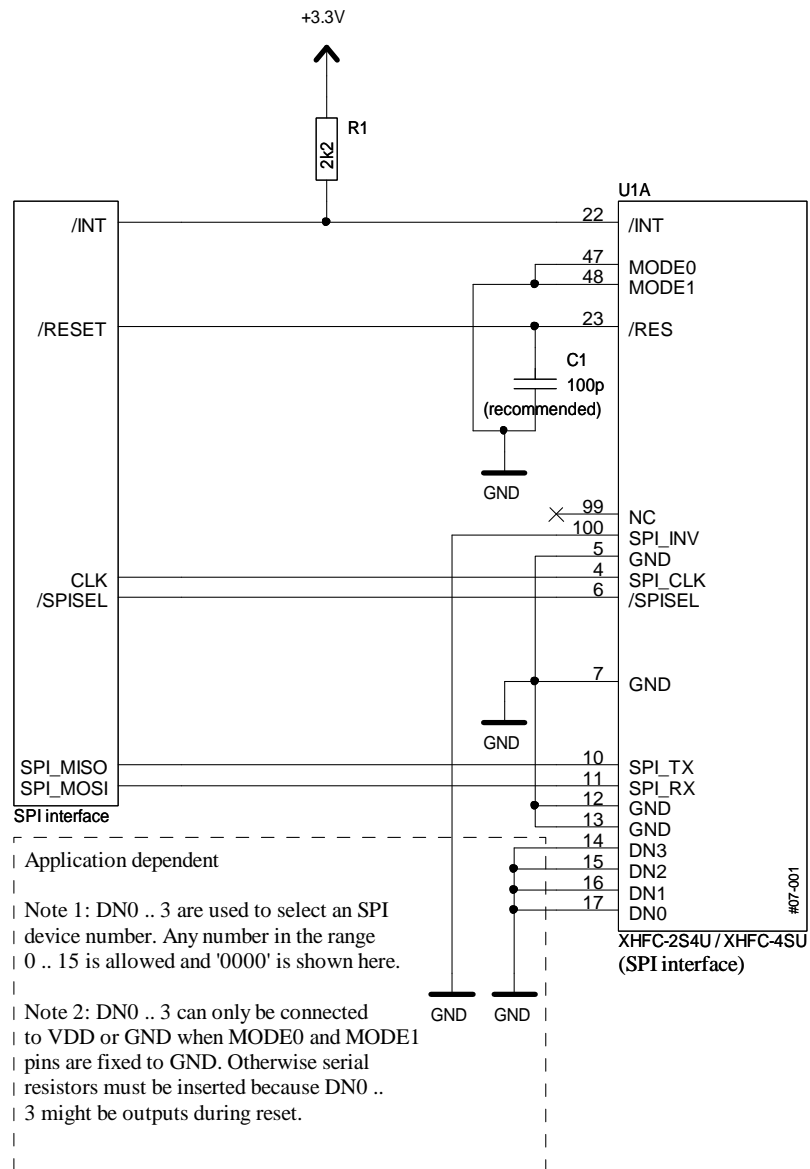 +3.3V
R1
2k2
U1A
/INT
22
/INT
47
MODE0
48
MODE1
/RESET
23
/RES
C1
100p
(recommended)
GND
99
NC
100
SPI_INV
5
GND
CLK
4
SPI_CLK
/SPISEL
6
/SPISEL
7
GND
GND
SPI_MISO
10
SPI_TX
SPI_MOSI
11
SPI_RX
12
GND
SPI interface
13
GND
14
DN3
15
DN2
16
DN1
17
DN0
#07-001
XHFC-2S4U / XHFC-4SU
(SPI interface)
Application dependent
Note 1: DN0 .. 3 are used to select an SPI
device number. Any number in the range
0 .. 15 is allowed and '0000' is shown here.
Note 2: DN0 .. 3 can only be connected
to VDD or GND when MODE0 and MODE1
pins are fixed to GND. Otherwise serial
resistors must be inserted because DN0 ..
3 might be outputs during reset.
GND
GND